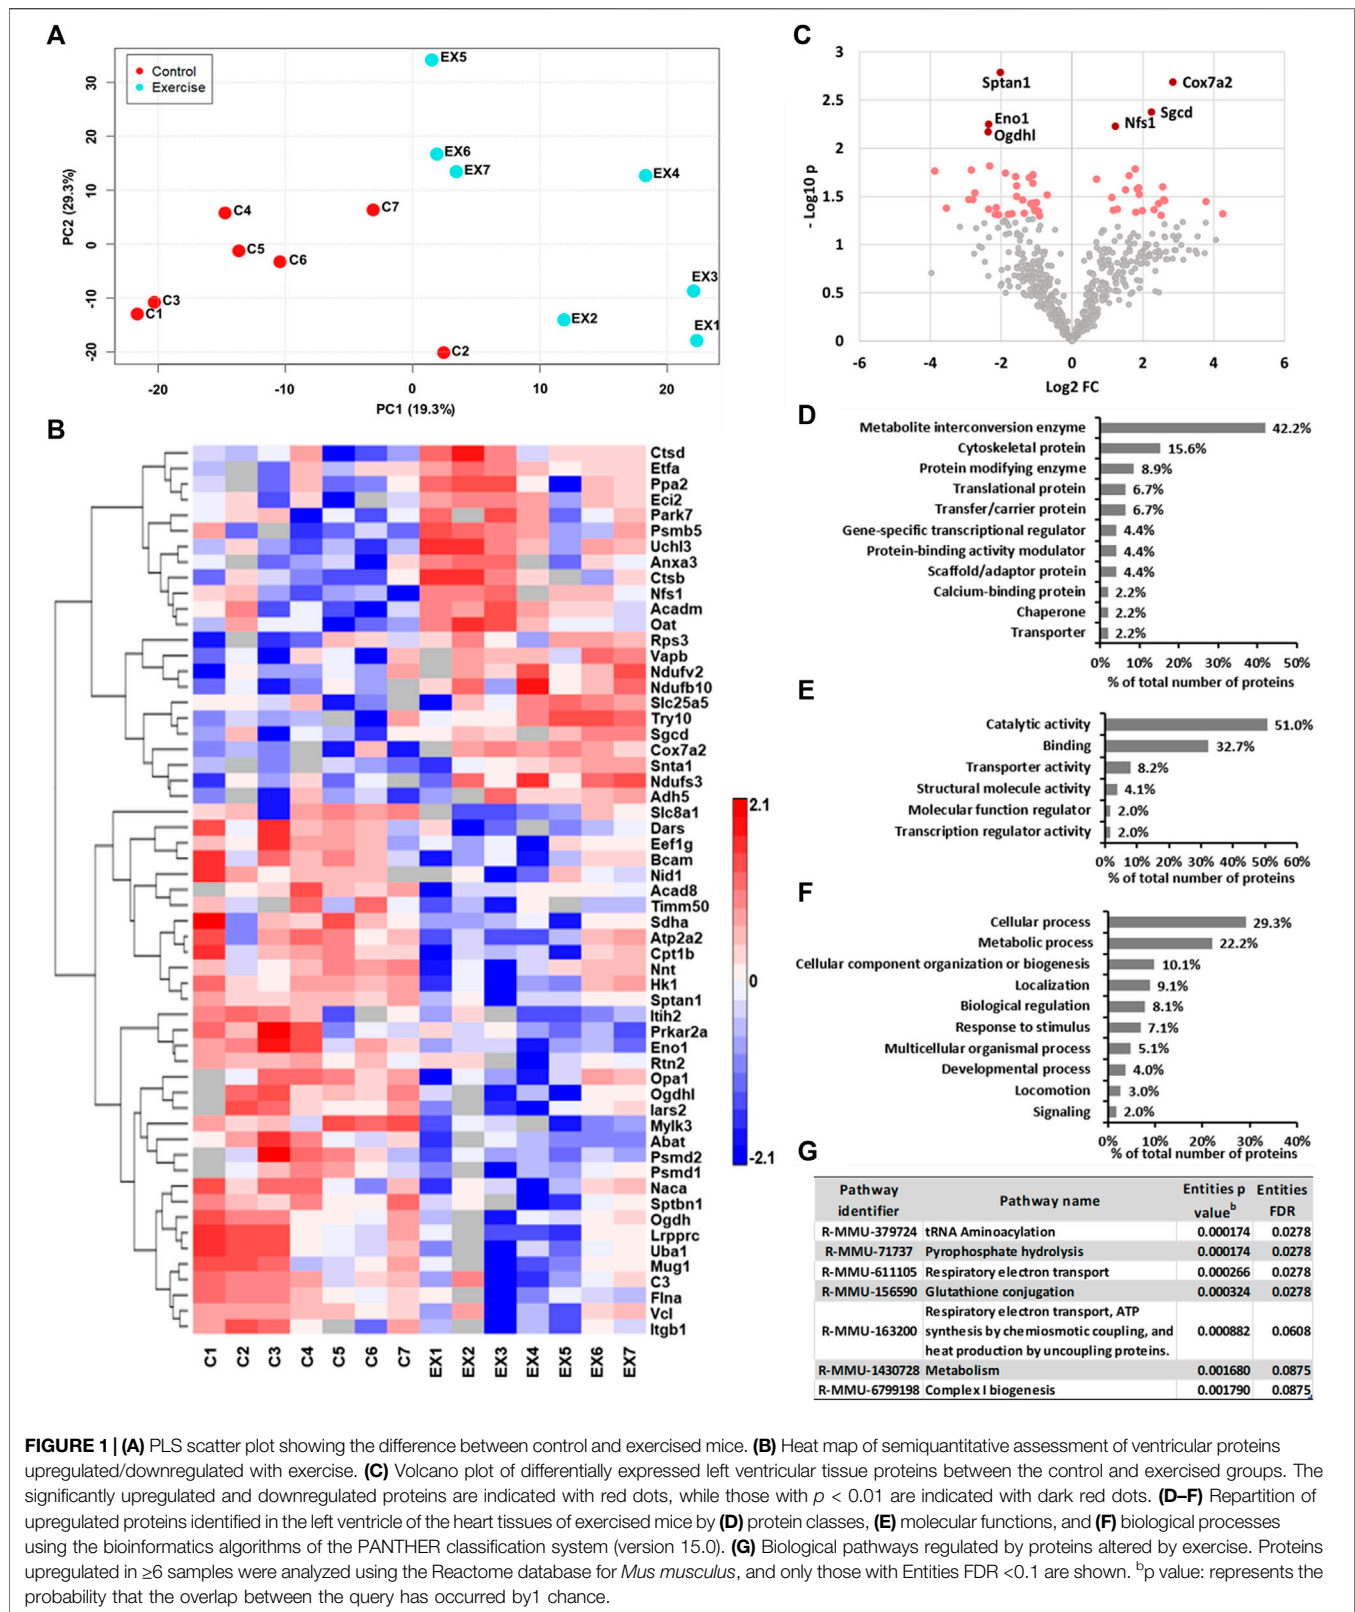 A
Control
Exercise
EX5
EX6
EX7
EX4
C4
C7
C5
C6
C3
C1
EX3
EX2
EX1
C2
30
20
10
0
-10
-20
PC2 (29.3%)
-20
-10
0
10
20
PC1 (19.3%)
B
Ctsd
Etfa
Ppa2
Eci2
Park7
Psmb5
Uchl3
Anxa3
Ctsb
Nfs1
Acadm
Oat
Rps3
Vapb
Ndufv2
Ndufb10
Slc25a5
Try10
Sgcd
Cox7a2
Snta1
Ndufs3
Adh5
Slc8a1
Dars
Eef1g
Bcam
Nid1
Acad8
Timm50
Sdha
Atp2a2
Cpt1b
Nnt
Hk1
Sptan1
Itih2
Prkar2a
Eno1
Rtn2
Opa1
Ogdhl
Iars2
Mylk3
Abat
Psmd2
Psmd1
Naca
Sptbn1
Ogdh
Lrpprc
Uba1
Mug1
C3
Flna
Vcl
Itgb1
C1
C2
C3
C4
C5
C6
C7
EX1
EX2
EX3
EX4
EX5
EX6
EX7
2.1
0
-2.1
C
3
2.5
2
1.5
1
0.5
0
- Log10 p
Sptan1
Cox7a2
Eno1
Sgcd
Nfs1
Ogdhl
-6
-4
-2
0
2
4
6
Log2 FC
D
Metabolite interconversion enzyme 42.2%
Cytoskeletal protein 15.6%
Protein modifying enzyme 8.9%
Translational protein 6.7%
Transfer/carrier protein 6.7%
Gene-specific transcriptional regulator 4.4%
Protein-binding activity modulator 4.4%
Scaffold/adaptor protein 4.4%
Calcium-binding protein 2.2%
Chaperone 2.2%
Transporter 2.2%
0% 10% 20% 30% 40% 50%
% of total number of proteins
E
Catalytic activity 51.0%
Binding 32.7%
Transporter activity 8.2%
Structural molecule activity 4.1%
Molecular function regulator 2.0%
Transcription regulator activity 2.0%
0% 10% 20% 30% 40% 50% 60%
% of total number of proteins
F
Cellular process 29.3%
Metabolic process 22.2%
Cellular component organization or biogenesis 10.1%
Localization 9.1%
Biological regulation 8.1%
Response to stimulus 7.1%
Multicellular organismal process 5.1%
Developmental process 4.0%
Locomotion 3.0%
Signaling 2.0%
0% 10% 20% 30% 40%
% of total number of proteins
G
Pathway identifier Pathway name Entities p value^b Entities FDR
R-MMU-379724 tRNA Aminoacylation 0.000174 0.0278
R-MMU-71737 Pyrophosphate hydrolysis 0.000174 0.0278
R-MMU-611105 Respiratory electron transport 0.000266 0.0278
R-MMU-156590 Glutathione conjugation 0.000324 0.0278
R-MMU-163200 Respiratory electron transport, ATP synthesis by chemiosmotic coupling, and heat production by uncoupling proteins. 0.000882 0.0608
R-MMU-1430728 Metabolism 0.001680 0.0875
R-MMU-6799198 Complex I biogenesis 0.001790 0.0875
FIGURE 1 | (A) PLS scatter plot showing the difference between control and exercised mice. (B) Heat map of semiquantitative assessment of ventricular proteins
upregulated/downregulated with exercise. (C) Volcano plot of differentially expressed left ventricular tissue proteins between the control and exercised groups. The
significantly upregulated and downregulated proteins are indicated with red dots, while those with p < 0.01 are indicated with dark red dots. (D–F) Repartition of
upregulated proteins identified in the left ventricle of the heart tissues of exercised mice by (D) protein classes, (E) molecular functions, and (F) biological processes
using the bioinformatics algorithms of the PANTHER classification system (version 15.0). (G) Biological pathways regulated by proteins altered by exercise. Proteins
upregulated in ≥6 samples were analyzed using the Reactome database for Mus musculus, and only those with Entities FDR <0.1 are shown. ^bp value: represents the
probability that the overlap between the query has occurred by1 chance.